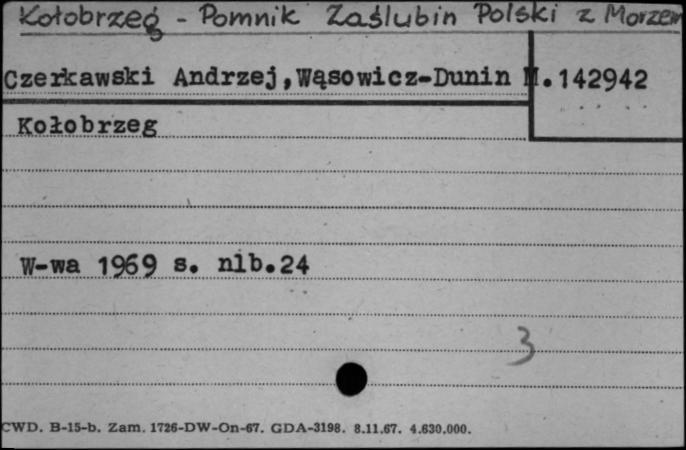 Kołobrzeg - Pomnik Zaślubin Polski z Morzem
Czerkawski Andrzej, Wąsowicz-Dunin M. 142942
Kołobrzeg
W-wa 1969 s. nlb.24
3
CWD. B-15-b. Zam. 1726-DW-On-67. GDA-3198. 8.11.67. 4.630.000.